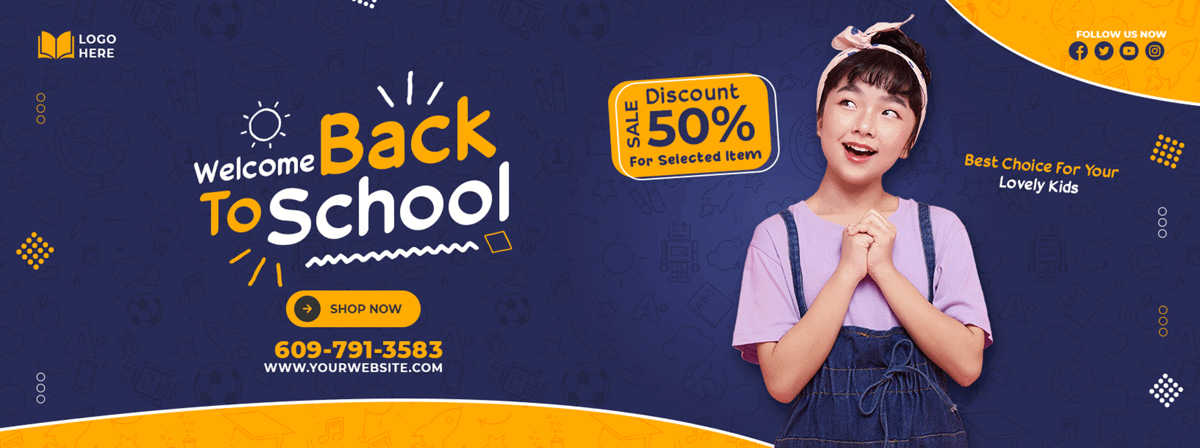 LOGO
HERE
Welcome Back
To School
SHOP NOW
609-791-3583
WWW.YOURWEBSITE.COM
SALE
Discount
50%
For Selected Item
FOLLOW US NOW
Best Choice For Your
Lovely Kids